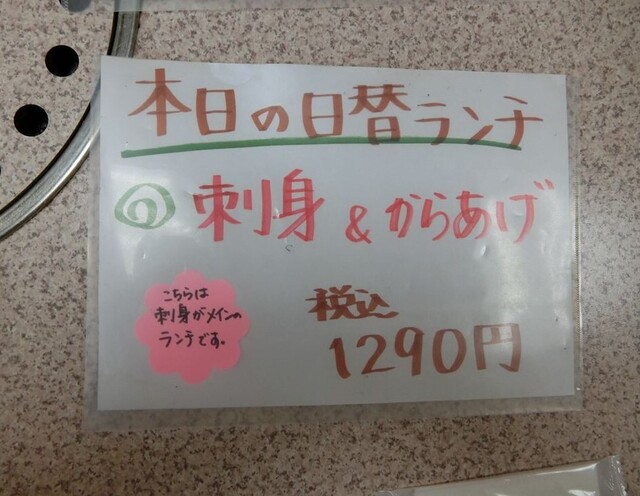 本日の日替ランチ
刺身 & からあげ
こちらは
刺身がメインの
ランチです。
税込
1290円